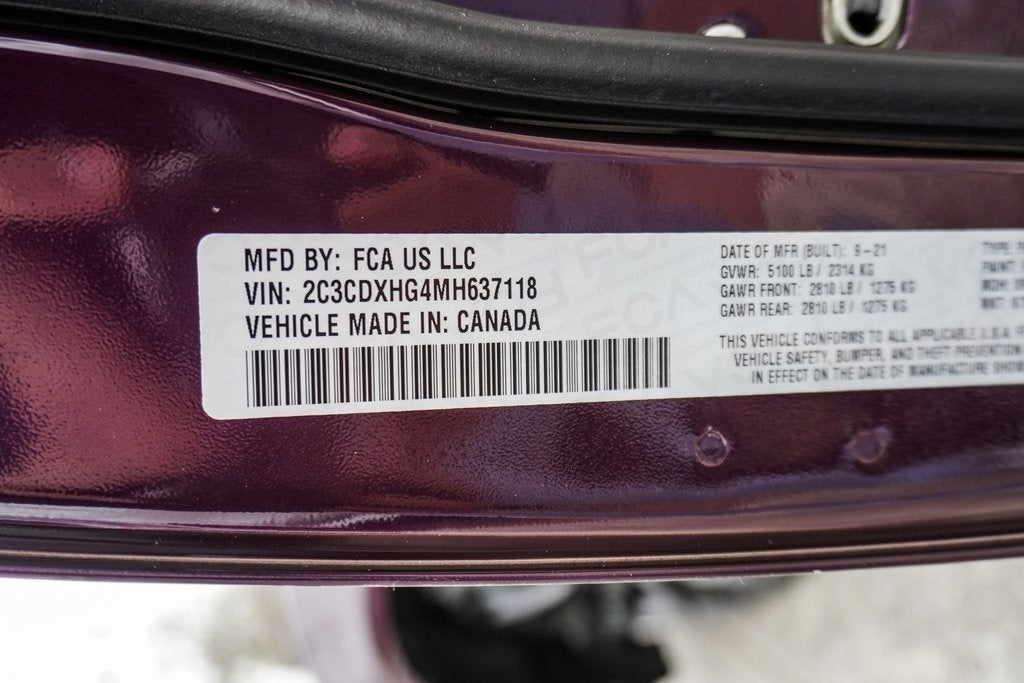 MFD BY: FCA US LLC
VIN: 2C3CDXHG4MH637118
VEHICLE MADE IN: CANADA
DATE OF MFR (BUILT): 9-21
GVWR: 5100 LB / 2314 KG
GAWR FRONT: 2810 LB / 1275 KG
GAWR REAR: 2810 LB / 1275 KG
THIS VEHICLE CONFORMS TO ALL APPLICABLE U.S.A.
VEHICLE SAFETY, BUMPER, AND THEFT PREVENTION
IN EFFECT ON THE DATE OF MANUFACTURE